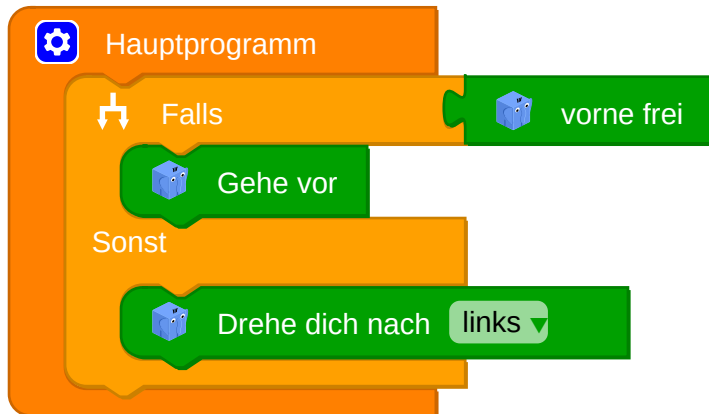 Hauptprogramm
Falls vorne frei
Gehe vor
Sonst
Drehe dich nach links